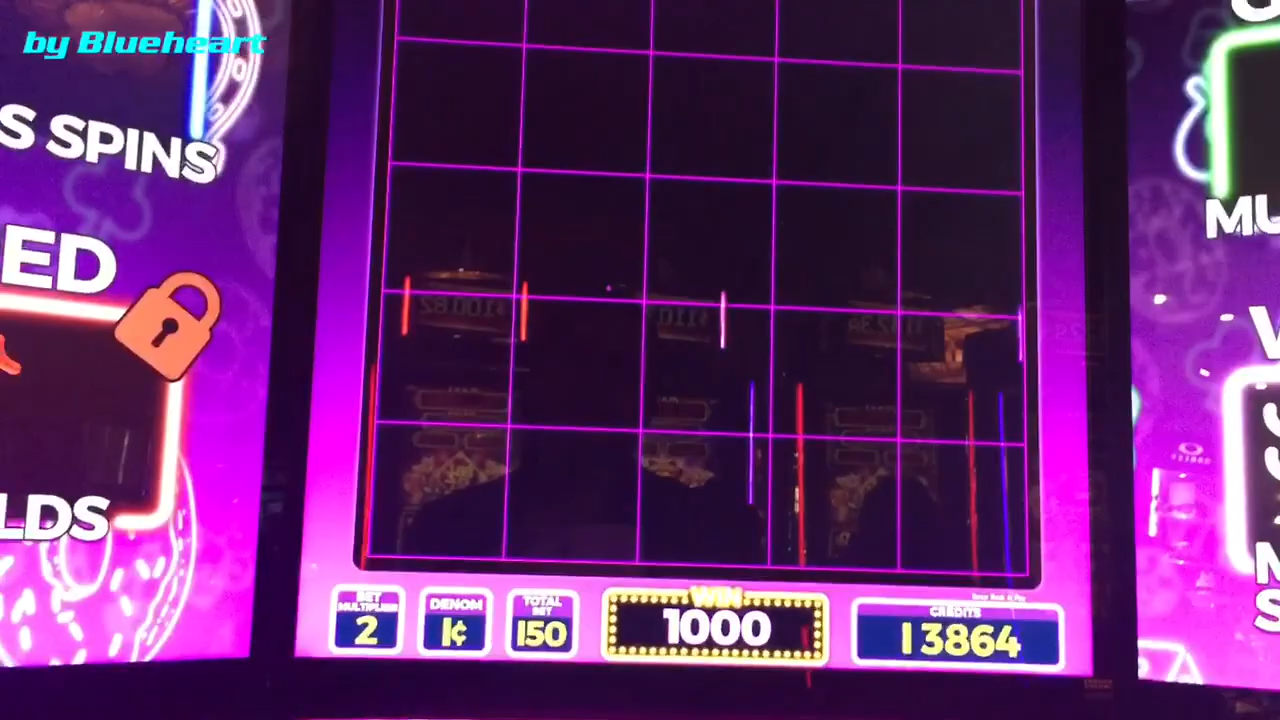 by Blueheart
S SPINS
ED
LDS
MU
BET
MULTIPLIER
2
DENOM
1¢
TOTAL
BET
150
WIN
1000
CREDITS
13864